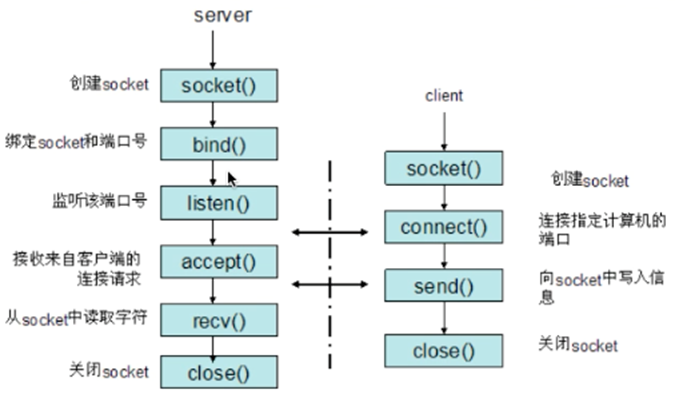 server
创建socket
socket()
绑定socket和端口号
bind()
监听该端口号
listen()
接收来自客户端的
连接请求
accept()
从socket中读取字符
recv()
关闭socket
close()
client
socket()
创建socket
connect()
连接指定计算机的
端口
send()
向socket中写入信
息
close()
关闭socket